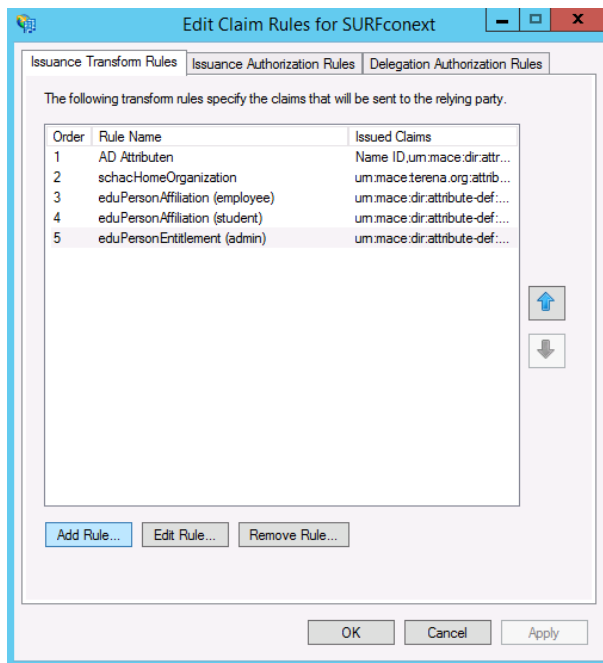 Edit Claim Rules for SURFconext
Issuance Transform Rules Issuance Authorization Rules Delegation Authorization Rules
The following transform rules specify the claims that will be sent to the relying party.
Order Rule Name Issued Claims
1 AD Attributen Name ID,urn:mace:dir:attr...
2 schacHomeOrganization urn:mace:terena.org:attrib...
3 eduPersonAffiliation (employee) urn:mace:dir:attribute-def:...
4 eduPersonAffiliation (student) urn:mace:dir:attribute-def:...
5 eduPersonEntitlement (admin) urn:mace:dir:attribute-def:...
Add Rule... Edit Rule... Remove Rule...
OK Cancel Apply